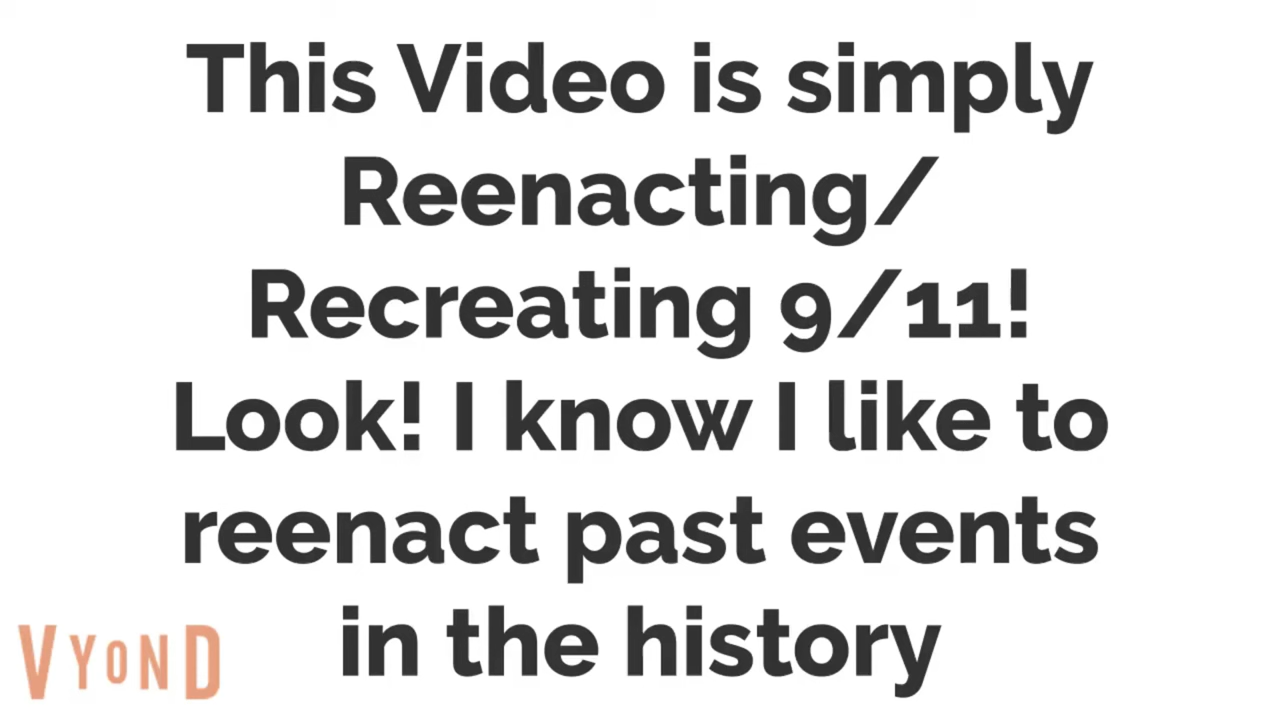 This Video is simply
Reenacting/
Recreating 9/11!
Look! I know I like to
reenact past events
in the history
VYOND